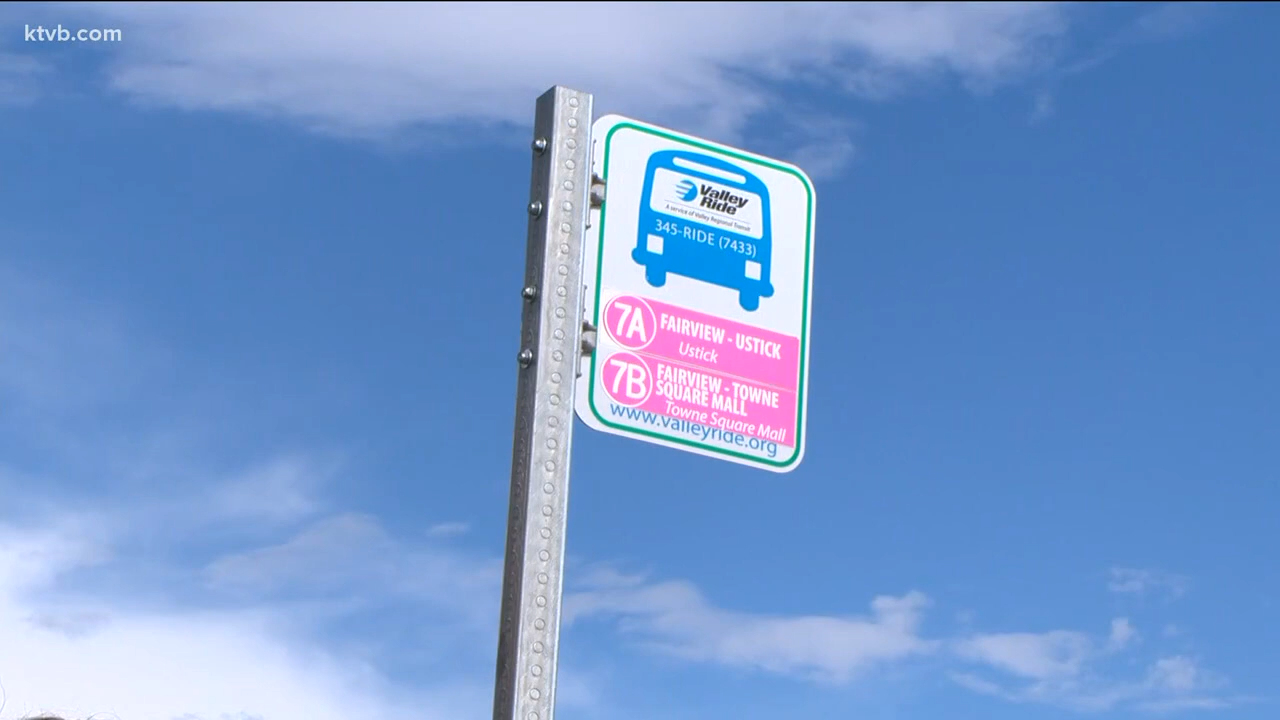 ktvb.com
Valley
Ride
A service of Valley Regional Transit
345-RIDE (7433)
7A FAIRVIEW - USTICK
Ustick
7B FAIRVIEW - TOWNE
SQUARE MALL
Towne Square Mall
www.valleyride.org